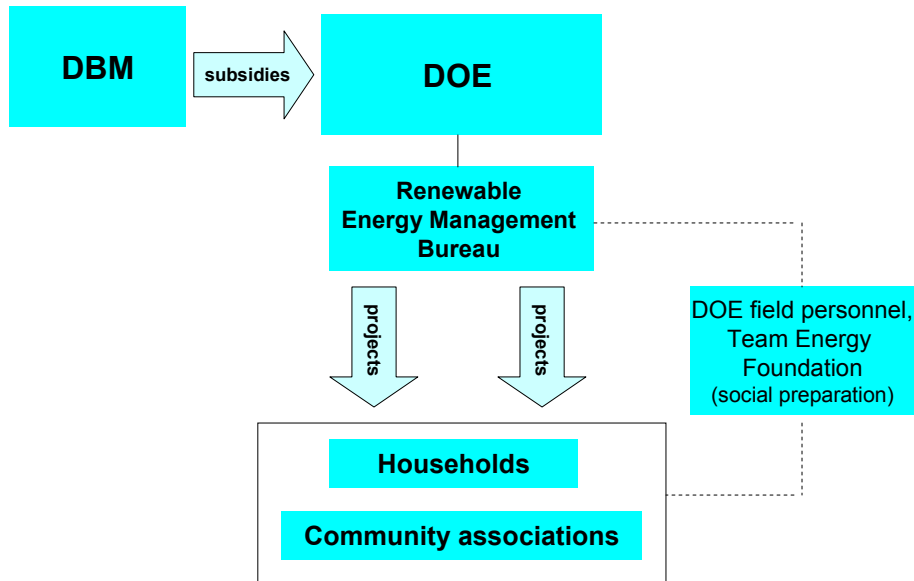 DBM
subsidies
DOE
Renewable
Energy Management
Bureau
projects
projects
DOE field personnel,
Team Energy
Foundation
(social preparation)
Households
Community associations